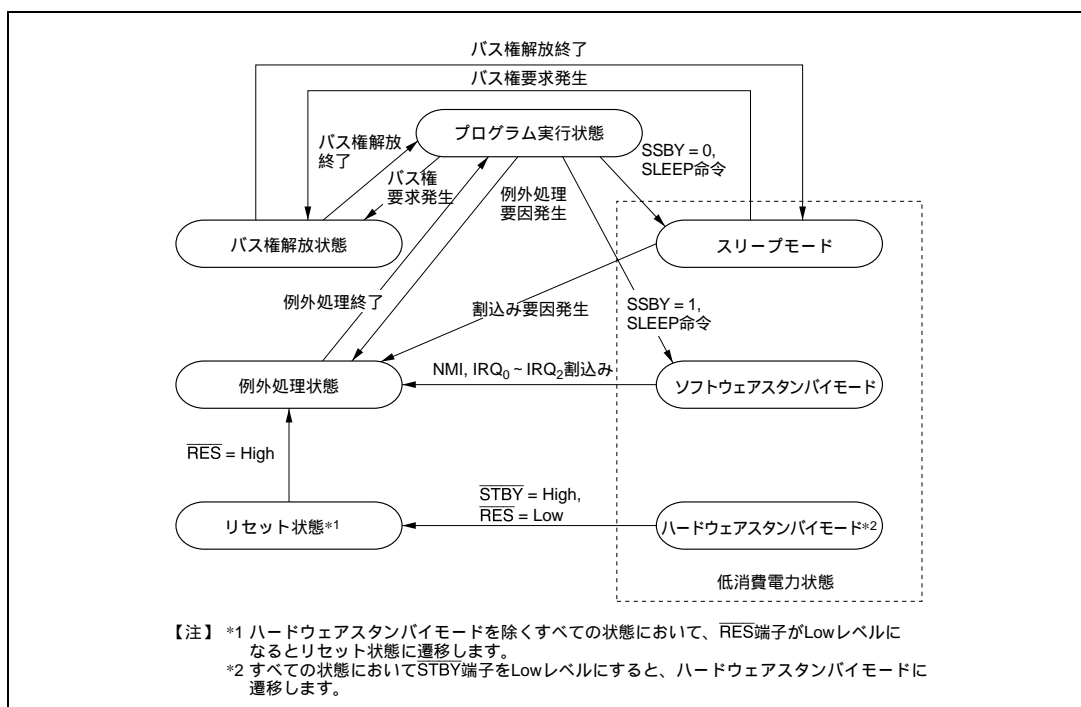 バス権解放終了
バス権要求発生
プログラム実行状態
バス権解放
終了
バス権
要求発生
例外処理
要因発生
SSBY = 0,
SLEEP命令
バス権解放状態
スリープモード
例外処理終了
割込み要因発生
SSBY = 1,
SLEEP命令
NMI, IRQ0 ~ IRQ2割込み
例外処理状態
ソフトウェアスタンバイモード
RES = High
STBY = High,
RES = Low
リセット状態*1
ハードウェアスタンバイモード*2
低消費電力状態
【注】 *1 ハードウェアスタンバイモードを除くすべての状態において、RES端子がLowレベルに
なるとリセット状態に遷移します。
*2 すべての状態においてSTBY端子をLowレベルにすると、ハードウェアスタンバイモードに
遷移します。